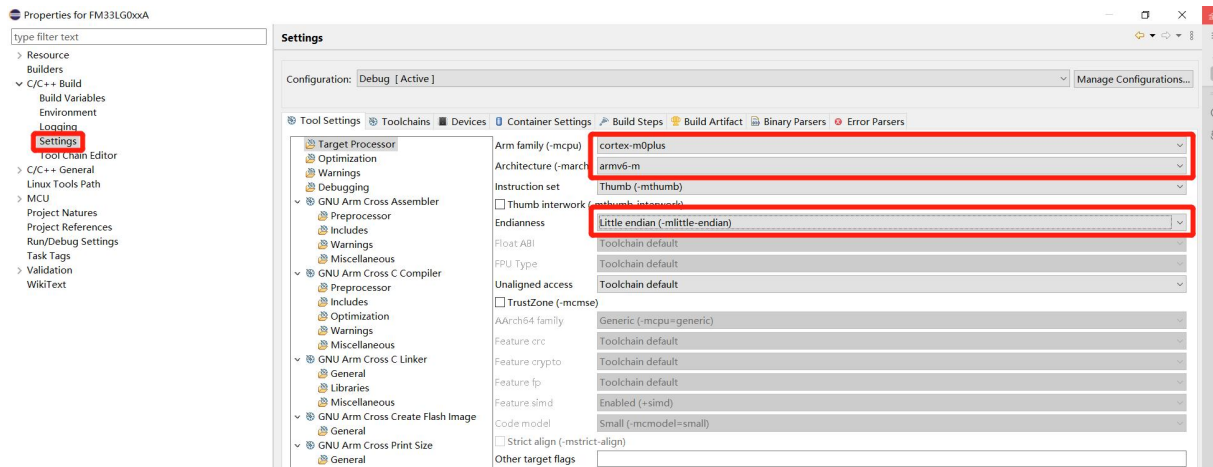 Properties for FM33LG0xxA
type filter text
Resource
Builders
C/C++ Build
Build Variables
Environment
Logging
Settings
Tool Chain Editor
C/C++ General
Linux Tools Path
MCU
Project Natures
Project References
Run/Debug Settings
Task Tags
Validation
WikiText
Settings
Configuration: Debug [ Active ]
Manage Configurations...
Tool Settings Toolchains Devices Container Settings Build Steps Build Artifact Binary Parsers Error Parsers
Target Processor
Optimization
Warnings
Debugging
GNU Arm Cross Assembler
Preprocessor
Includes
Warnings
Miscellaneous
GNU Arm Cross C Compiler
Preprocessor
Includes
Optimization
Warnings
Miscellaneous
GNU Arm Cross C Linker
General
Libraries
Miscellaneous
GNU Arm Cross Create Flash Image
General
GNU Arm Cross Print Size
General
Arm family (-mcpu) cortex-m0plus
Architecture (-march armv6-m
Instruction set Thumb (-mthumb)
Thumb interwork (-mthumb-interwork)
Endianness Little endian (-mlittle-endian)
Float ABI Toolchain default
FPU Type Toolchain default
Unaligned access Toolchain default
TrustZone (-mcmse)
AArch64 family Generic (-mcpu=generic)
Feature crc Toolchain default
Feature crypto Toolchain default
Feature fp Toolchain default
Feature simd Enabled (+simd)
Code model Small (-mcmodel=small)
Strict align (-mstrict-align)
Other target flags